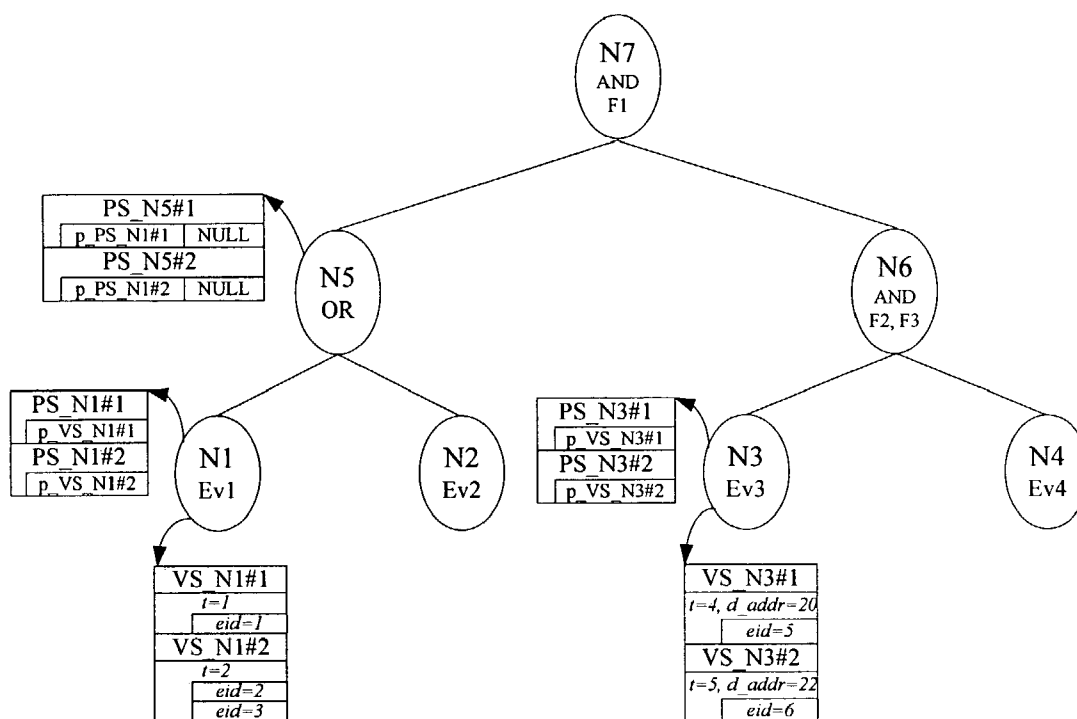 N7
AND
F1
PS_N5#1
p_PS_N1#1 NULL
PS_N5#2
p_PS_N1#2 NULL
N5
OR
N6
AND
F2, F3
PS_N1#1
p_VS_N1#1
PS_N1#2
p_VS_N1#2
N1
Ev1
N2
Ev2
PS_N3#1
p_VS_N3#1
PS_N3#2
p_VS_N3#2
N3
Ev3
N4
Ev4
VS_N1#1
t=1
eid=1
VS_N1#2
t=2
eid=2
eid=3
VS_N3#1
t=4, d_addr=20
eid=5
VS_N3#2
t=5, d_addr=22
eid=6